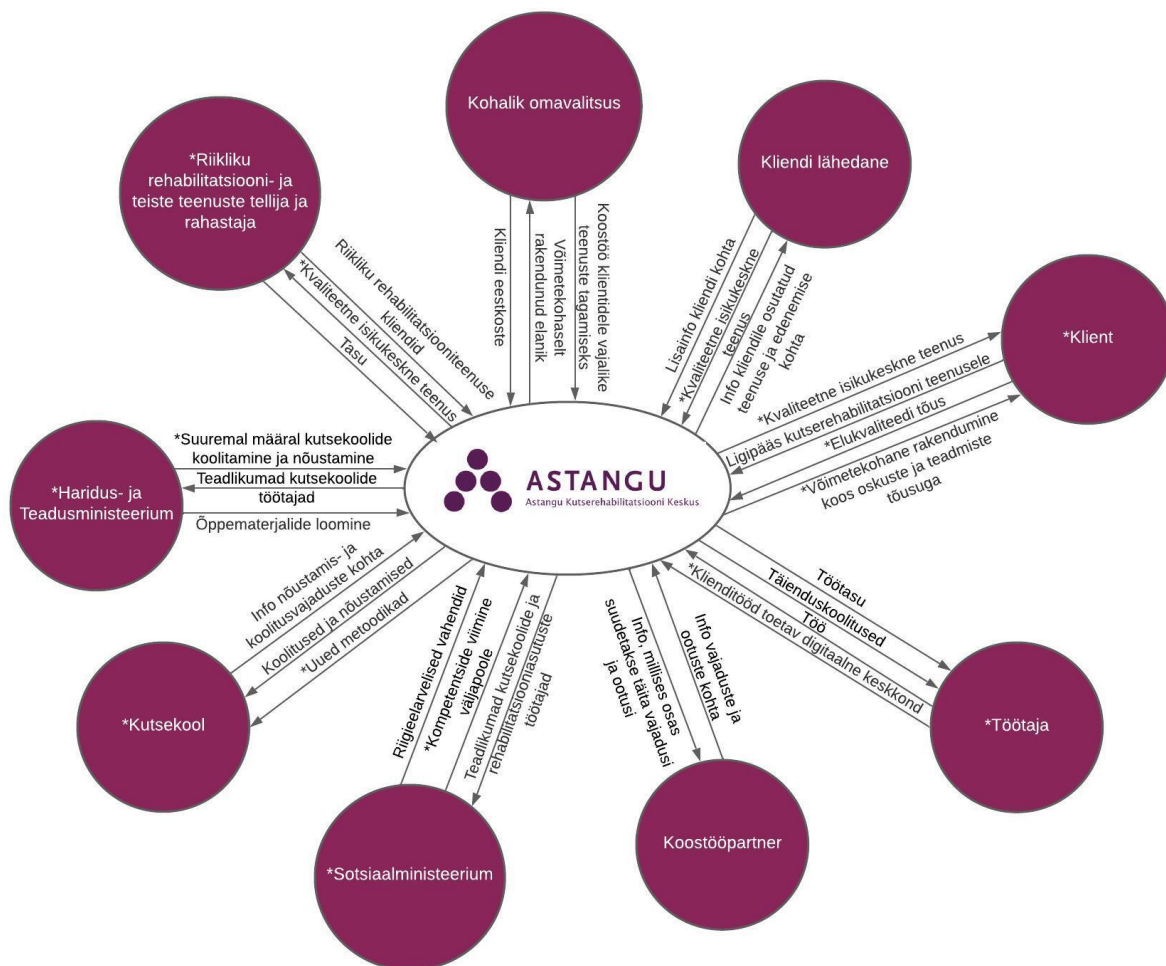 Kohalik omavalitsus
Kliendi lähedane
*Riikliku
rehabilitatsiooni- ja
teiste teenuste tellija ja
rahastaja
*Klient
*Haridus- ja
Teadusministeerium
*Kutsekool
*Sotsiaalministeerium
Koostööpartner
*Töötaja
ASTANGU
Astangu Kutserehabilitatsiooni Keskus
Riikliku rehabilitatsiooniteenuse
kliendid
*Kvaliteetne isikukeskne teenus
Tasu
Kliendi eestkoste
Võimetekohaselt
rakendunud elanik
Koostöö klientidele vajalike
teenuste tagamiseks
Lisainfo kliendi kohta
*Kvaliteetne isikukeskne
teenus
Info kliendile osutatud
teenuse ja edenemise
kohta
*Kvaliteetne isikukeskne teenus
Ligipääs kutserehabilitatsiooni teenusele
*Elukvaliteedi tõus
*Võimetekohane rakendumine
koos oskuste ja teadmiste
tõusuga
*Suuremal määral kutsekoolide
koolitamine ja nõustamine
Teadlikumad kutsekoolide
töötajad
Õppematerjalide loomine
Info nõustamis- ja
koolitusvajaduste kohta
Koolitused ja nõustamised
*Uued metoodikad
Riigieelarvelised vahendid
*Kompetentside viimine
väljapoole
Teadlikumad kutsekoolide ja
rehabilitatsiooniasutuste
töötajad
Info, millises osas
suudetakse täita vajadusi
ja ootusi
Info vajaduste ja
ootuste kohta
Töötasu
Täienduskoolitused
Töö
*Klienditööd toetav digitaalne keskkond